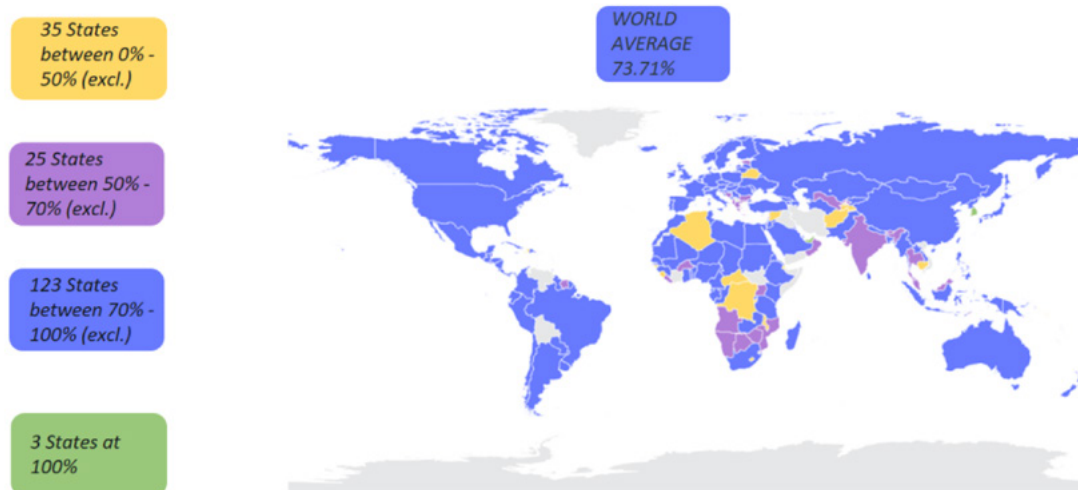 35 States
between 0% -
50% (excl.)
WORLD
AVERAGE
73.71%
25 States
between 50% -
70% (excl.)
123 States
between 70% -
100% (excl.)
3 States at
100%